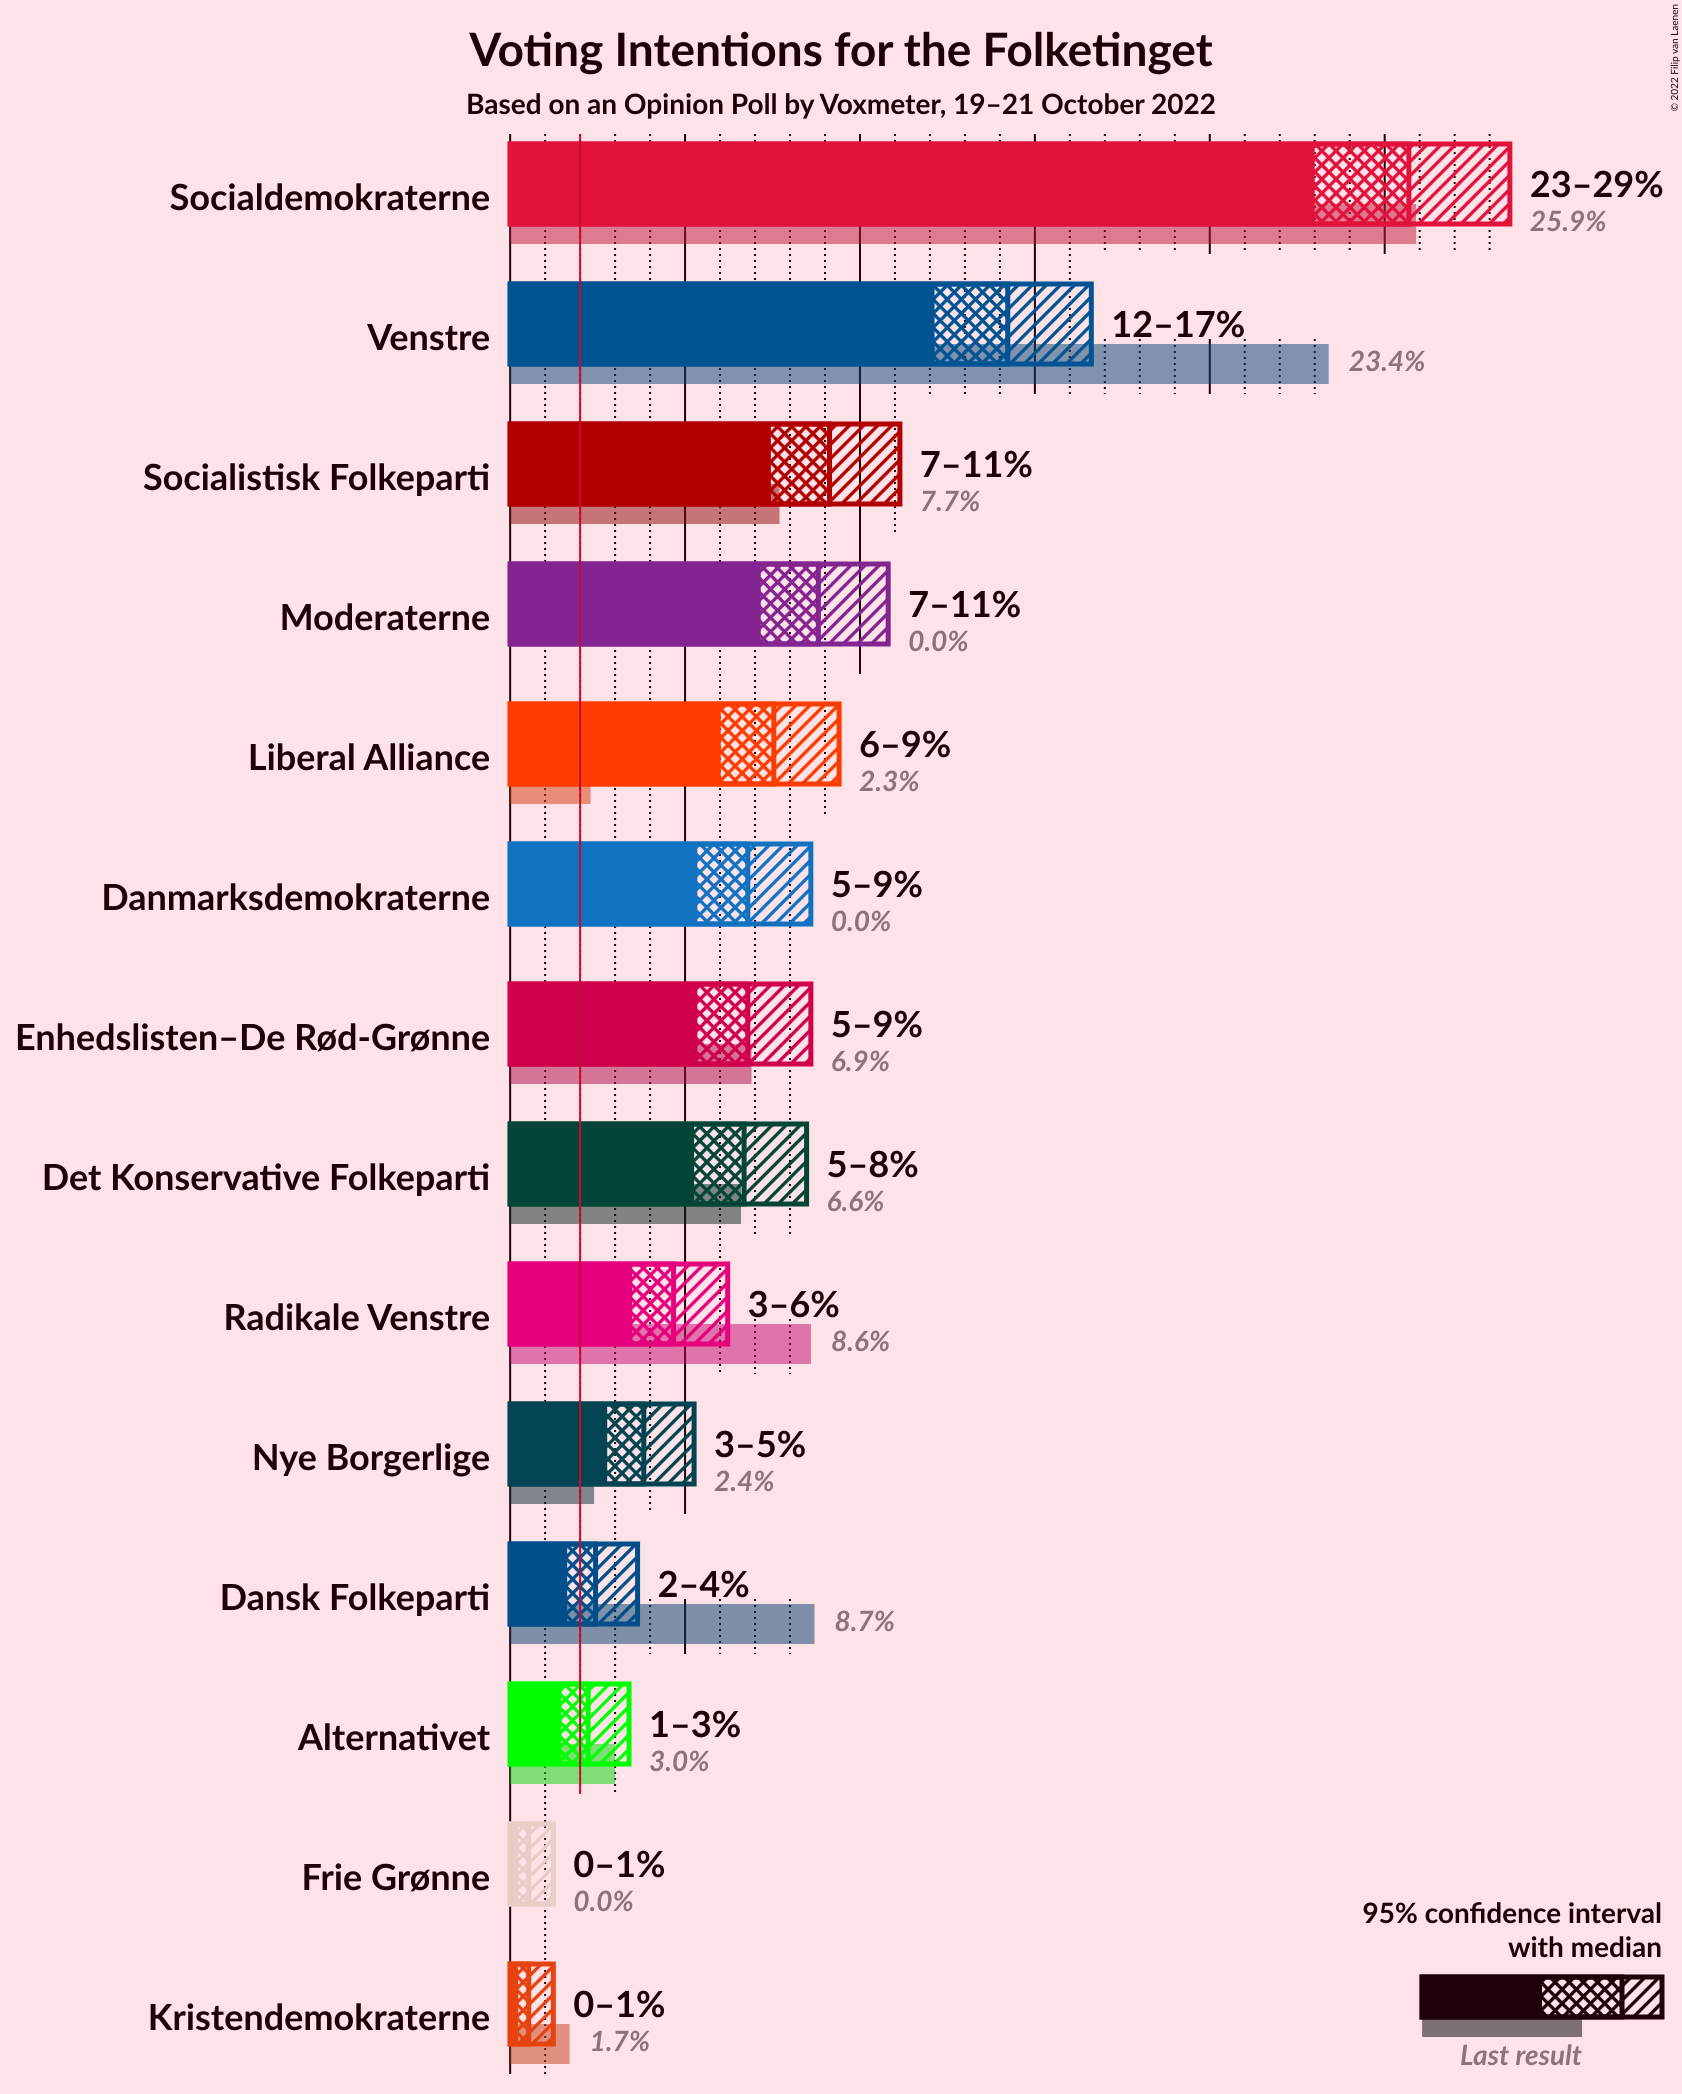 Voting Intentions for the Folketinget
Based on an Opinion Poll by Voxmeter, 19–21 October 2022
© 2022 Filip van Laenen
Socialdemokraterne
23–29%
25.9%
Venstre
12–17%
23.4%
Socialistisk Folkeparti
7–11%
7.7%
Moderaterne
7–11%
0.0%
Liberal Alliance
6–9%
2.3%
Danmarksdemokraterne
5–9%
0.0%
Enhedslisten–De Rød-Grønne
5–9%
6.9%
Det Konservative Folkeparti
5–8%
6.6%
Radikale Venstre
3–6%
8.6%
Nye Borgerlige
3–5%
2.4%
Dansk Folkeparti
2–4%
8.7%
Alternativet
1–3%
3.0%
Frie Grønne
0–1%
0.0%
Kristendemokraterne
0–1%
1.7%
95% confidence interval
with median
Last result